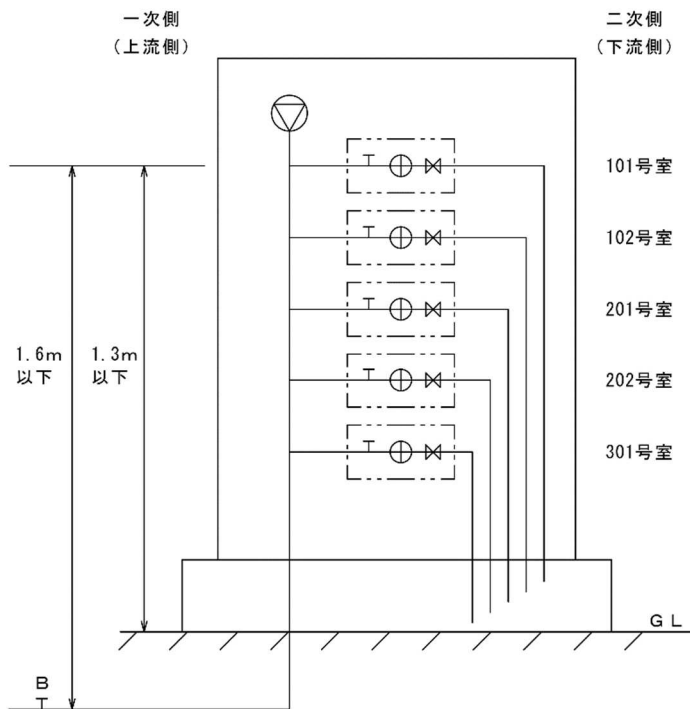 一次側
(上流側)
二次側
(下流側)
T
101号室
T
102号室
T
201号室
1.6m
以下
1.3m
以下
T
202号室
T
301号室
GL
B
T